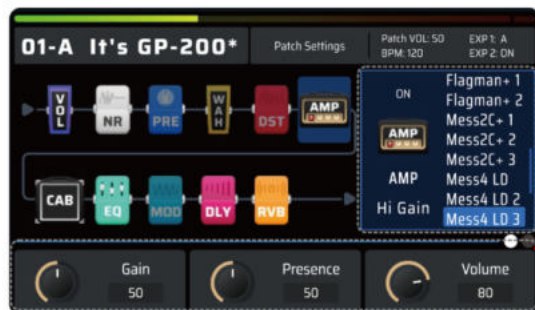 01-A It's GP-200*
Patch Settings
Patch VOL: 50
BPM: 120
EXP 1: A
EXP 2: ON
VOL
NR
PRE
WAH
DST
AMP
CAB
EQ
MOD
DLY
RVB
ON
AMP
AMP
Hi Gain
Flagman+ 1
Flagman+ 2
Mess2C+ 1
Mess2C+ 2
Mess2C+ 3
Mess4 LD
Mess4 LD 2
Mess4 LD 3
Gain
50
Presence
50
Volume
80